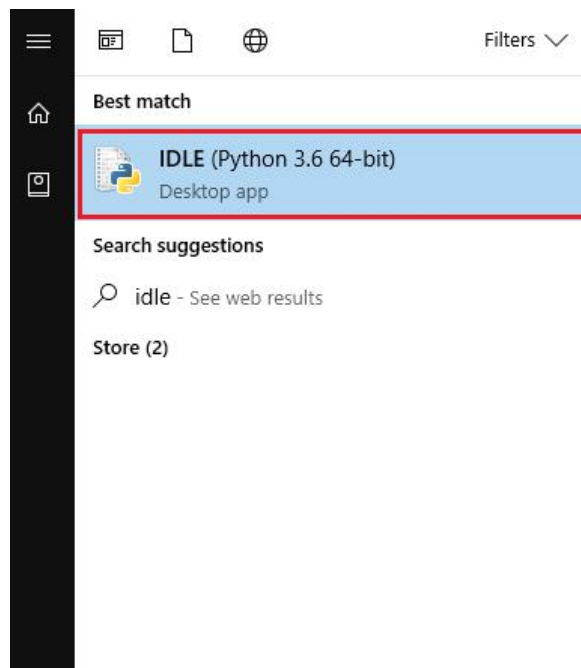 Filters
Best match
IDLE (Python 3.6 64-bit)
Desktop app
Search suggestions
idle - See web results
Store (2)